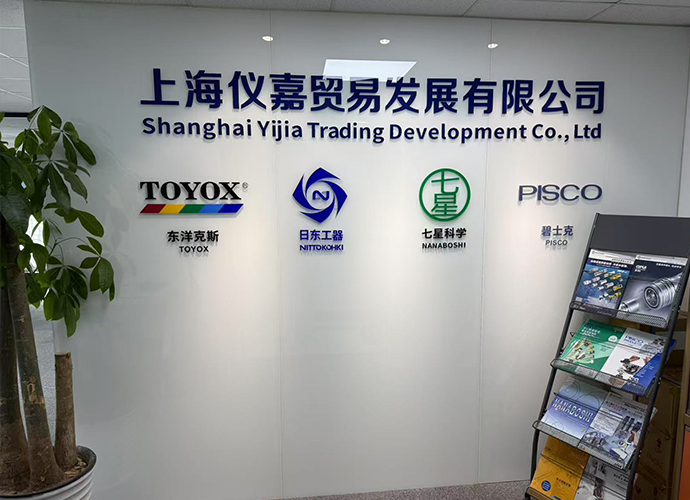 上海仪嘉贸易发展有限公司
Shanghai Yijia Trading Development Co., Ltd
TOYOX®
东洋克斯
TOYOX
N
日东工器
NITTOKOHKI
七星
七星科学
NANABOSHI
PISCO
碧士克
PISCO
NANABOSHI